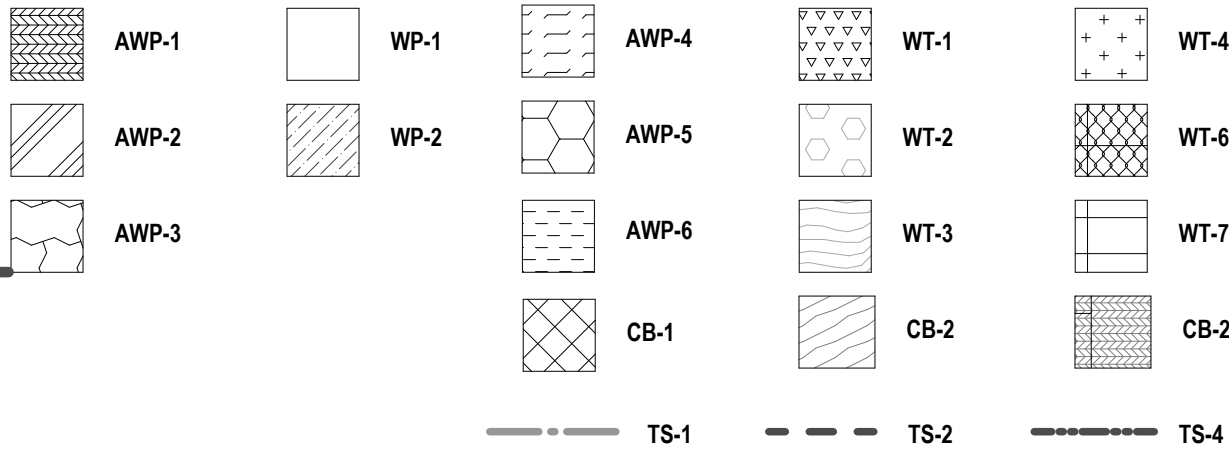 AWP-1
WP-1
AWP-4
WT-1
WT-4
AWP-2
WP-2
AWP-5
WT-2
WT-6
AWP-3
AWP-6
WT-3
WT-7
CB-1
CB-2
CB-2
TS-1
TS-2
TS-4